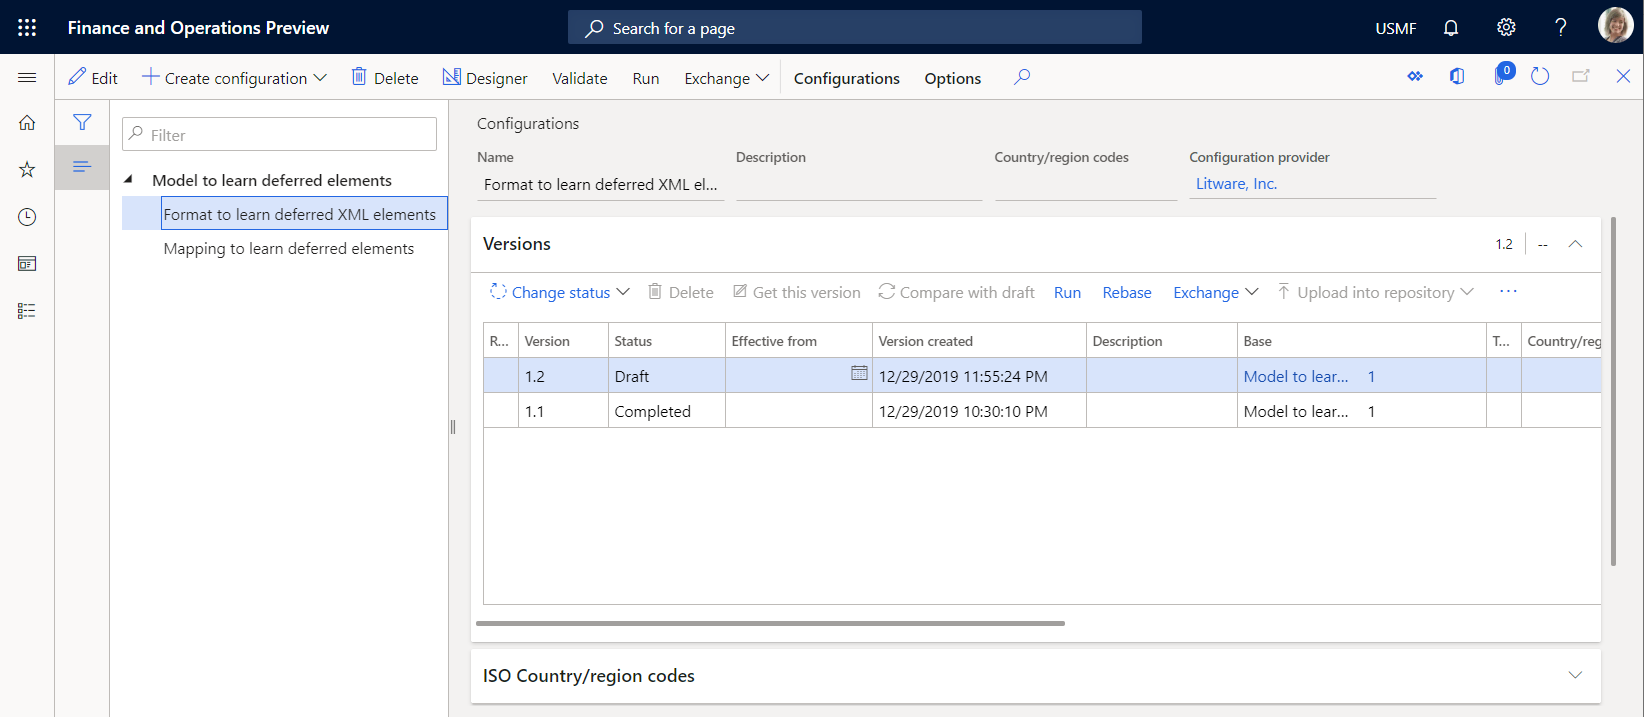 Finance and Operations Preview
Search for a page
USMF
Edit
Create configuration
Delete
Designer
Validate
Run
Exchange
Configurations
Options
0
Filter
Model to learn deferred elements
Format to learn deferred XML elements
Mapping to learn deferred elements
Configurations
Name Description Country/region codes Configuration provider
Format to learn deferred XML el... Litware, Inc.
Versions 1.2 --
Change status Delete Get this version Compare with draft Run Rebase Exchange Upload into repository ...
R... Version Status Effective from Version created Description Base T... Country/reg
1.2 Draft 12/29/2019 11:55:24 PM Model to lear... 1
1.1 Completed 12/29/2019 10:30:10 PM Model to lear... 1
ISO Country/region codes